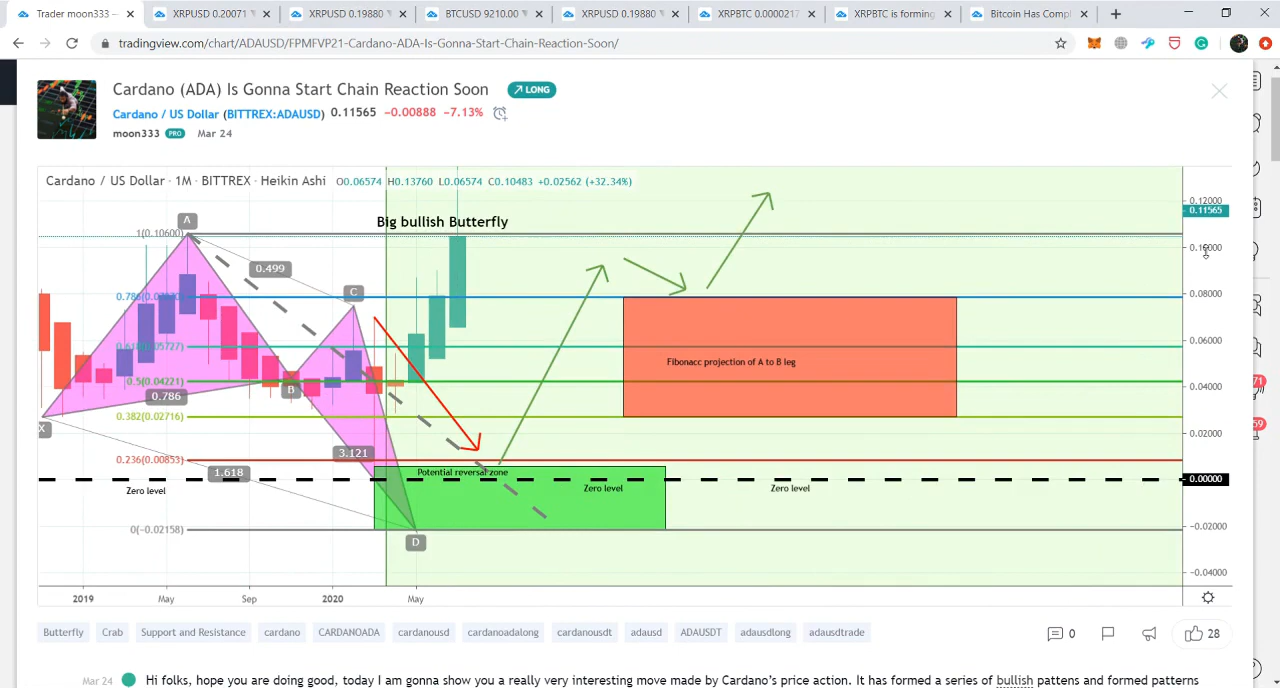 Trader moon333 —
XRPUSD 0.20071
XRPUSD 0.19880
BTCUSD 9210.00
XRPUSD 0.19880
XRPBTC 0.0000217
XRPBTC is forming
Bitcoin Has Compl
tradingview.com/chart/ADAUSD/FPMFVP21-Cardano-ADA-Is-Gonna-Start-Chain-Reaction-Soon/
Cardano (ADA) Is Gonna Start Chain Reaction Soon
LONG
Cardano / US Dollar (BITTREX:ADAUSD) 0.11565 −0.00888 −7.13%
moon333 PRO Mar 24
Cardano / US Dollar · 1M · BITTREX · Heikin Ashi O0.06574 H0.13760 L0.06574 C0.10483 +0.02562 (+32.34%)
0.12000
0.11565
A
Big bullish Butterfly
1(0.10600)
0.10000
0.499
C
0.08000
0.618(0.05727)
0.06000
Fibonacc projection of A to B leg
0.5(0.04221)
0.04000
B
0.786
0.382(0.02716)
X
0.02000
3.121
0.236(0.00853)
1.618
Potential reversal zone
0.00000
Zero level
Zero level
Zero level
0(−0.02158)
−0.02000
D
−0.04000
2019
May
Sep
2020
May
Butterfly
Crab
Support and Resistance
cardano
CARDANOADA
cardanousd
cardanoadalong
cardanousdt
adausd
ADAUSDT
adausdlong
adausdtrade
0
28
Mar 24
Hi folks, hope you are doing good, today I am gonna show you a really very interesting move made by Cardano's price action. It has formed a series of bullish pattens and formed patterns